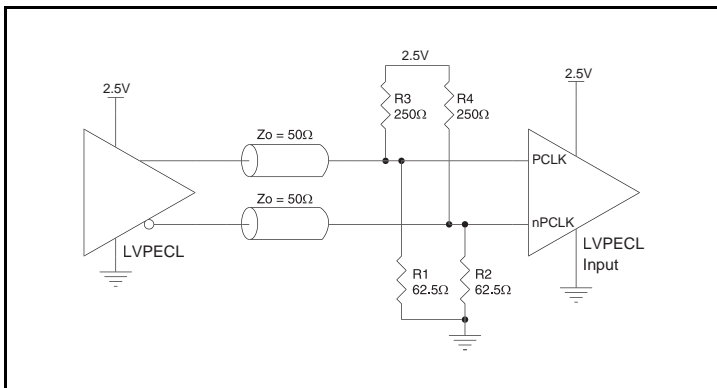 2.5V
2.5V
2.5V
R3
250Ω
R4
250Ω
Zo = 50Ω
PCLK
Zo = 50Ω
nPCLK
LVPECL
LVPECL
Input
R1
62.5Ω
R2
62.5Ω